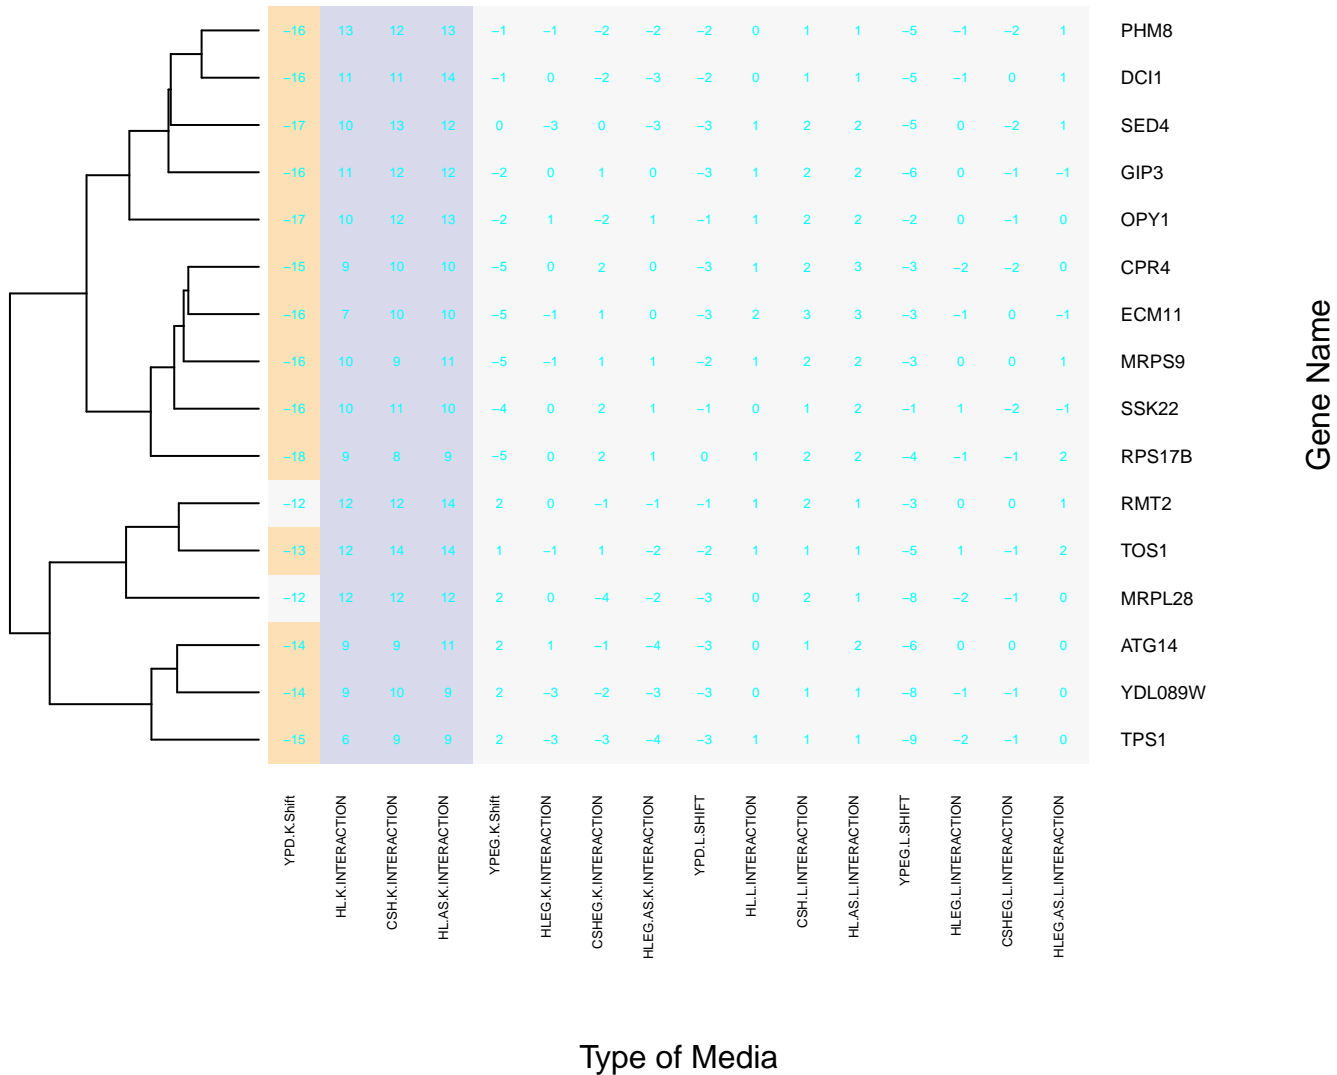 −16 13 12 13 −1 −1 −2 −2 −2 0 1 1 −5 −1 −2 1 PHM8
−16 11 11 14 −1 0 −2 −3 −2 0 1 1 −5 −1 0 1 DCI1
−17 10 13 12 0 −3 0 −3 −3 1 2 2 −5 0 −2 1 SED4
−16 11 12 12 −2 0 1 0 −3 1 2 2 −6 0 −1 −1 GIP3
−17 10 12 13 −2 1 −2 1 −1 1 2 2 −2 0 −1 0 OPY1
−15 9 10 10 −5 0 2 0 −3 1 2 3 −3 −2 −2 0 CPR4
−16 7 10 10 −5 −1 1 0 −3 2 3 3 −3 −1 0 −1 ECM11
−16 10 9 11 −5 −1 1 1 −2 1 2 2 −3 0 0 1 MRPS9
−16 10 11 10 −4 0 2 1 −1 0 1 2 −1 1 −2 −1 SSK22
−18 9 8 9 −5 0 2 1 0 1 2 2 −4 −1 −1 2 RPS17B
−12 12 12 14 2 0 −1 −1 −1 1 2 1 −3 0 0 1 RMT2
−13 12 14 14 1 −1 1 −2 −2 1 1 1 −5 1 −1 2 TOS1
−12 12 12 12 2 0 −4 −2 −3 0 2 1 −8 −2 −1 0 MRPL28
−14 9 9 11 2 1 −1 −4 −3 0 1 2 −6 0 0 0 ATG14
−14 9 10 9 2 −3 −2 −3 −3 0 1 1 −8 −1 −1 0 YDL089W
−15 6 9 9 2 −3 −3 −4 −3 1 1 1 −9 −2 −1 0 TPS1
YPD.K.Shift
HL.K.INTERACTION
CSH.K.INTERACTION
HL.AS.K.INTERACTION
YPEG.K.Shift
HLEG.K.INTERACTION
CSHEG.K.INTERACTION
HLEG.AS.K.INTERACTION
YPD.L.SHIFT
HL.L.INTERACTION
CSH.L.INTERACTION
HL.AS.L.INTERACTION
YPEG.L.SHIFT
HLEG.L.INTERACTION
CSHEG.L.INTERACTION
HLEG.AS.L.INTERACTION
Type of Media
Gene Name